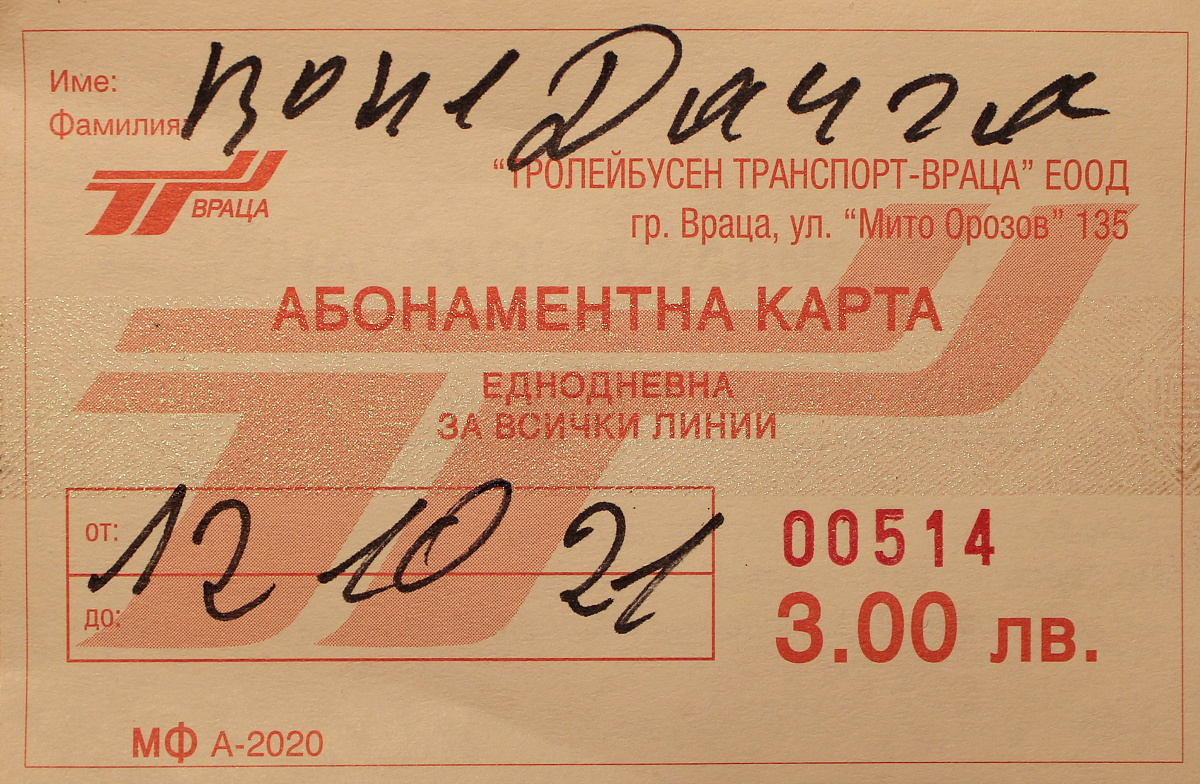 Име:
Фамилия:
ВРАЦА
“ТРОЛЕЙБУСЕН ТРАНСПОРТ-ВРАЦА” ЕООД
гр. Враца, ул. “Мито Орозов” 135
АБОНАМЕНТНА КАРТА
ЕДНОДНЕВНА
ЗА ВСИЧКИ ЛИНИИ
от: 12 10 21
до:
00514
3.00 лв.
МФ А-2020